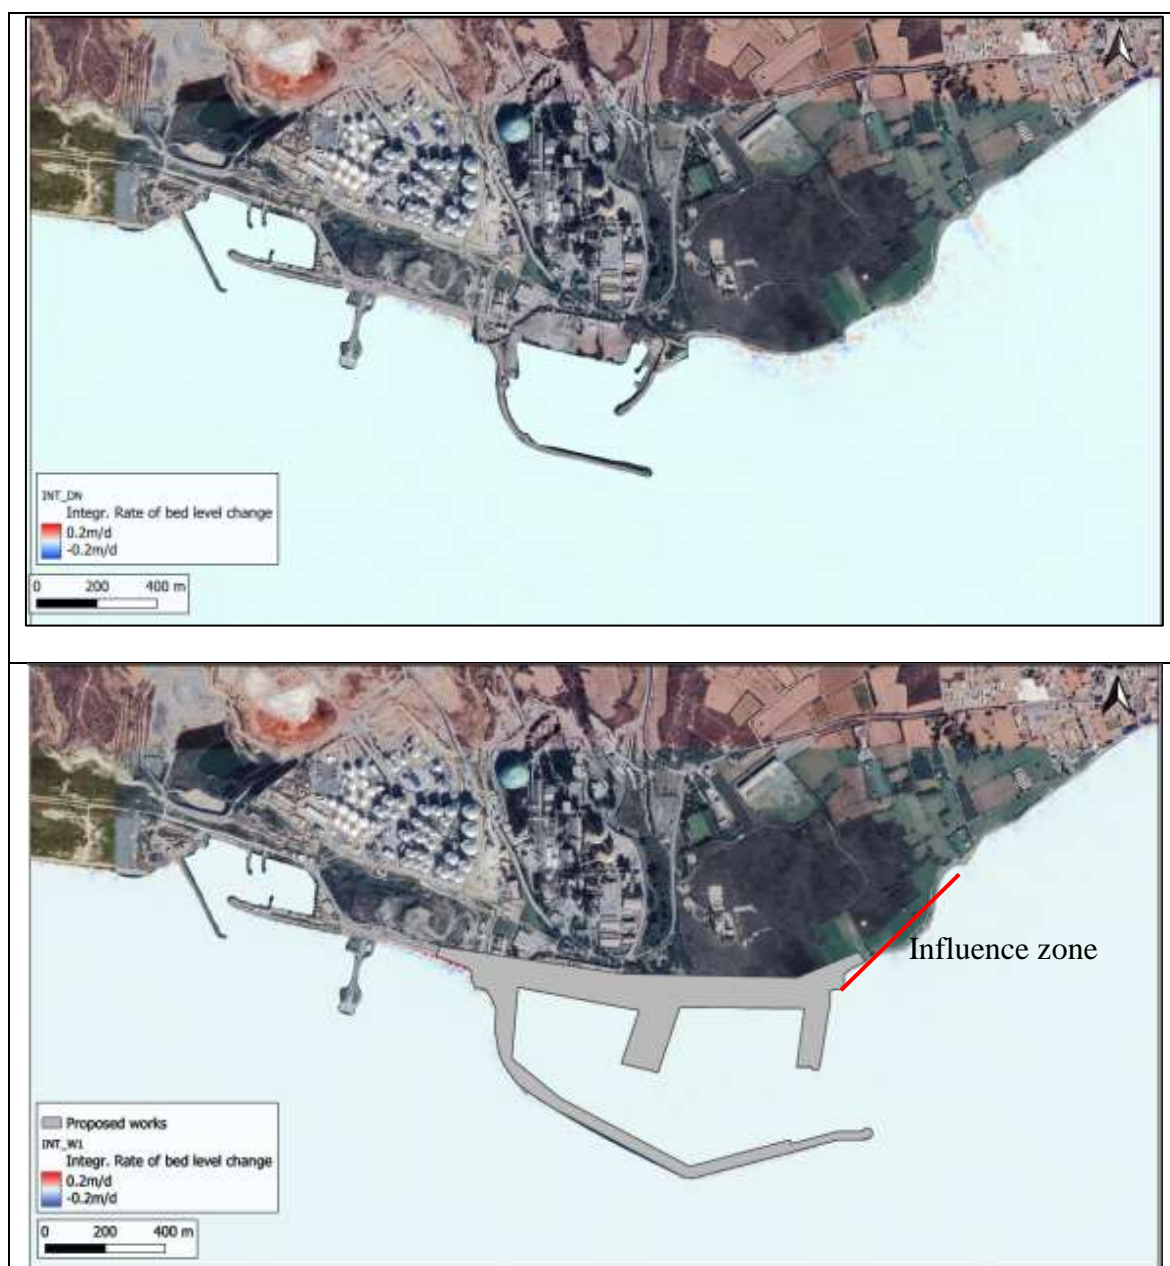 INT_DN
Integr. Rate of bed level change
0.2m/d
-0.2m/d
0 200 400 m
Influence zone
Proposed works
INT_W1
Integr. Rate of bed level change
0.2m/d
-0.2m/d
0 200 400 m